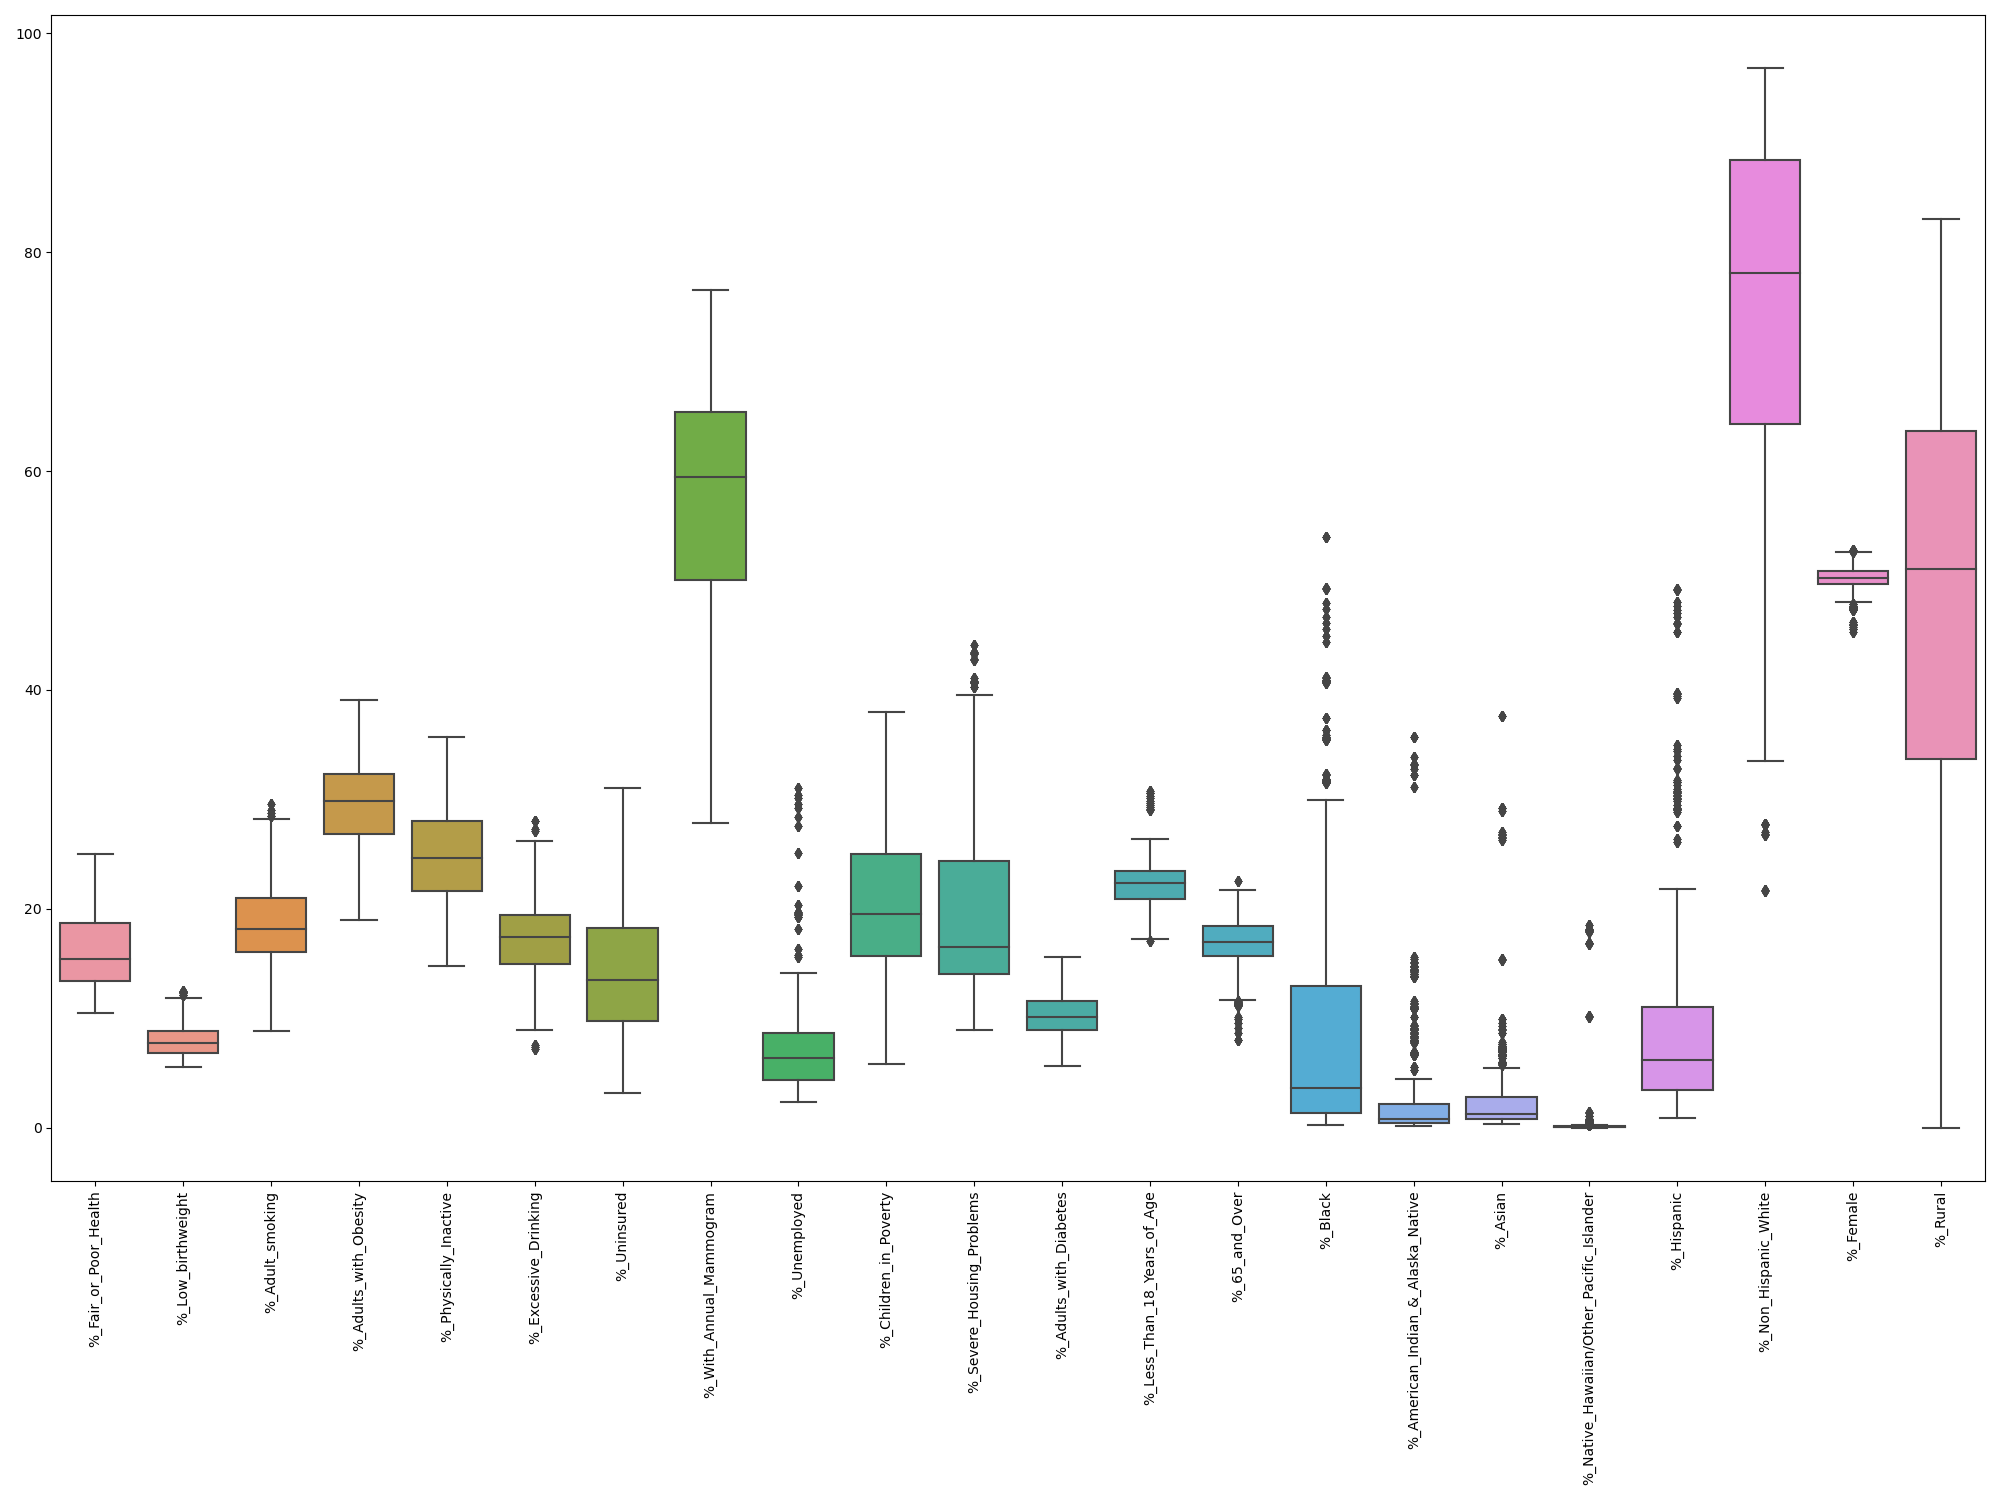 100
80
60
40
20
0
%_Fair_or_Poor_Health
%_Low_birthweight
%_Adult_smoking
%_Adults_with_Obesity
%_Physically_Inactive
%_Excessive_Drinking
%_Uninsured
%_With_Annual_Mammogram
%_Unemployed
%_Children_in_Poverty
%_Severe_Housing_Problems
%_Adults_with_Diabetes
%_Less_Than_18_Years_of_Age
%_65_and_Over
%_Black
%_American_Indian_&_Alaska_Native
%_Asian
%_Native_Hawaiian/Other_Pacific_Islander
%_Hispanic
%_Non_Hispanic_White
%_Female
%_Rural